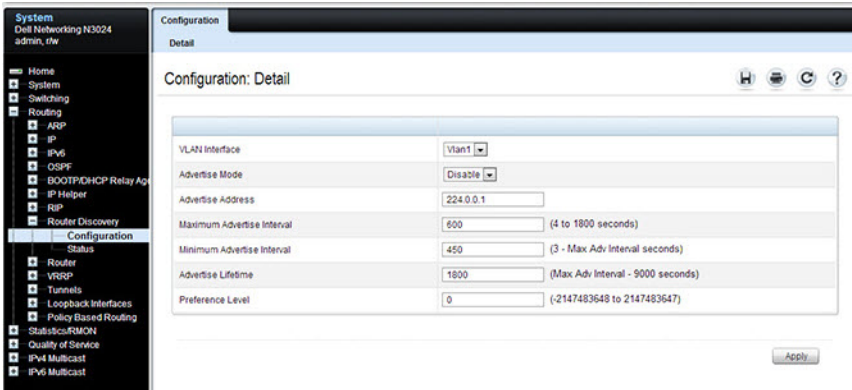 System
Dell Networking N3024
admin, r/w
Home
System
Switching
Routing
ARP
IP
IPv6
OSPF
BOOTP/DHCP Relay Age
IP Helper
RIP
Router Discovery
Configuration
Status
Router
VRRP
Tunnels
Loopback Interfaces
Policy Based Routing
Statistics/RMON
Quality of Service
IPv4 Multicast
IPv6 Multicast
Configuration
Detail
Configuration: Detail
VLAN Interface Vlan1
Advertise Mode Disable
Advertise Address 224.0.0.1
Maximum Advertise Interval 600 (4 to 1800 seconds)
Minimum Advertise Interval 450 (3 - Max Adv Interval seconds)
Advertise Lifetime 1800 (Max Adv Interval - 9000 seconds)
Preference Level 0 (-2147483648 to 2147483647)
Apply